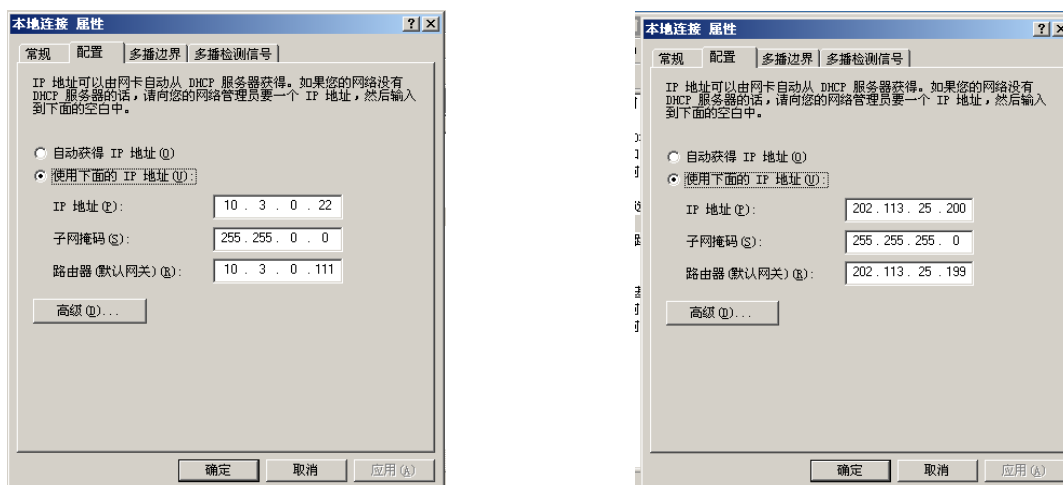 本地连接 属性
常规 配置 多播边界 多播检测信号
IP 地址可以由网卡自动从 DHCP 服务器获得。如果您的网络没有
DHCP 服务器的话，请向您的网络管理员要一个 IP 地址，然后输入
到下面的空白中。
自动获得 IP 地址(O)
使用下面的 IP 地址(U):
IP 地址(P): 10 . 3 . 0 . 22
子网掩码(S): 255 . 255 . 0 . 0
路由器(默认网关)(R): 10 . 3 . 0 . 111
高级(D)...
确定 取消 应用(A)
本地连接 属性
常规 配置 多播边界 多播检测信号
IP 地址可以由网卡自动从 DHCP 服务器获得。如果您的网络没有
DHCP 服务器的话，请向您的网络管理员要一个 IP 地址，然后输入
到下面的空白中。
自动获得 IP 地址(O)
使用下面的 IP 地址(U):
IP 地址(P): 202 . 113 . 25 . 200
子网掩码(S): 255 . 255 . 255 . 0
路由器(默认网关)(R): 202 . 113 . 25 . 199
高级(D)...
确定 取消 应用(A)